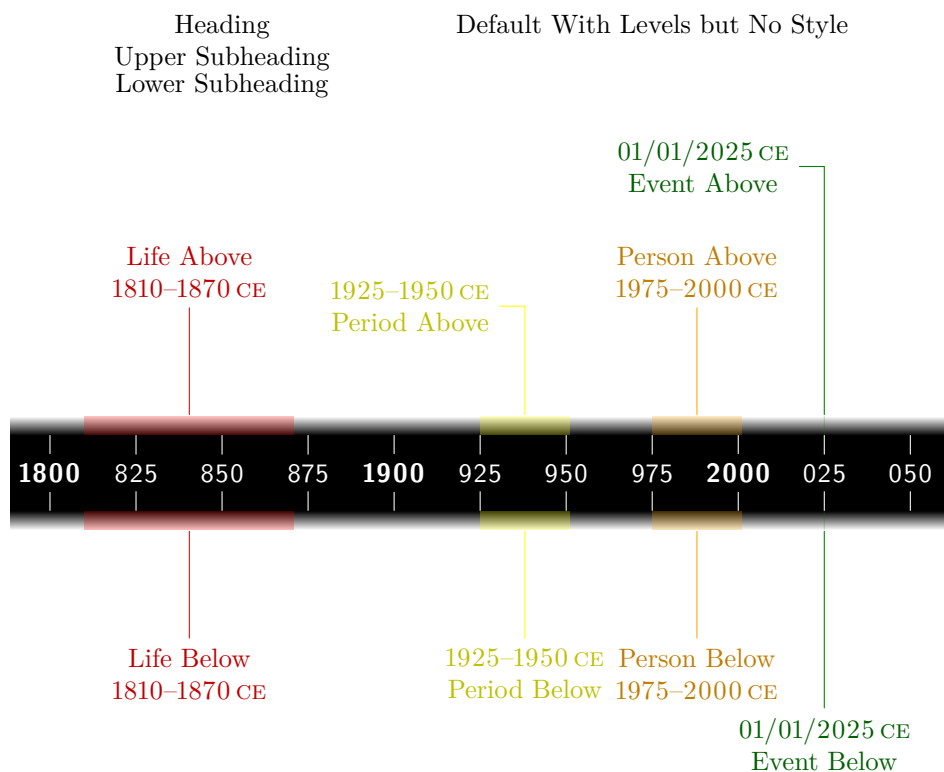 Heading
Upper Subheading
Lower Subheading
Default With Levels but No Style
01/01/2025 CE
Event Above
Life Above
1810–1870 CE
1925–1950 CE
Period Above
Person Above
1975–2000 CE
1800 825 850 875 1900 925 950 975 2000 025 050
Life Below
1810–1870 CE
1925–1950 CE
Period Below
Person Below
1975–2000 CE
01/01/2025 CE
Event Below